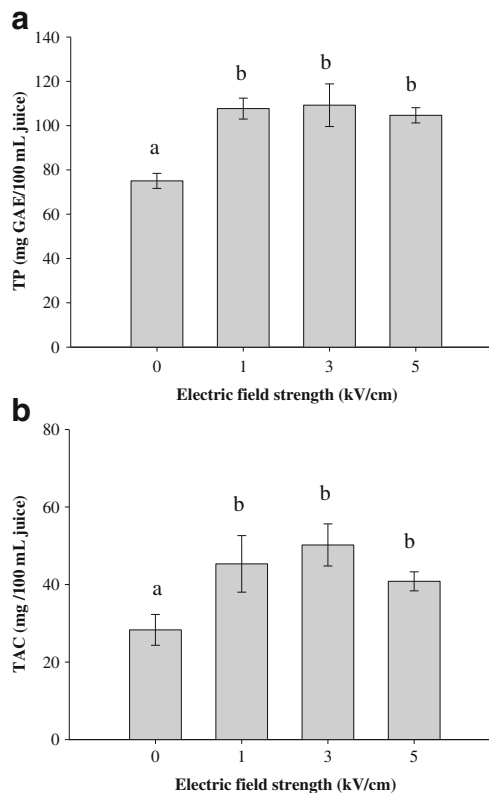 a
TP (mg GAE/100 mL juice)
140
120
100
80
60
40
20
0
a
b
b
b
0 1 3 5
Electric field strength (kV/cm)
b
TAC (mg /100 mL juice)
80
60
40
20
0
a
b
b
b
0 1 3 5
Electric field strength (kV/cm)